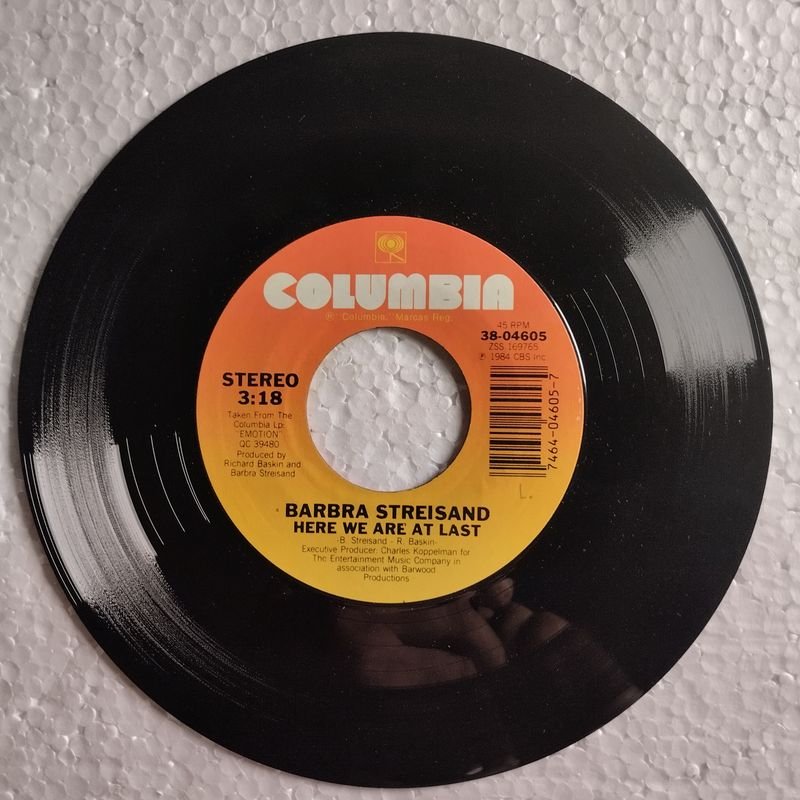 COLUMBIA
® "Columbia," Marcas Reg.
45 RPM
38-04605
ZSS 169765
℗ 1984 CBS Inc.
STEREO
3:18
Taken From The
Columbia Lp:
"EMOTION"
QC 39480
Produced by
Richard Baskin and
Barbra Streisand
7464-04605-7
L.
BARBRA STREISAND
HERE WE ARE AT LAST
-B. Streisand - R. Baskin-
Executive Producer: Charles Koppelman for
The Entertainment Music Company in
association with Barwood
Productions